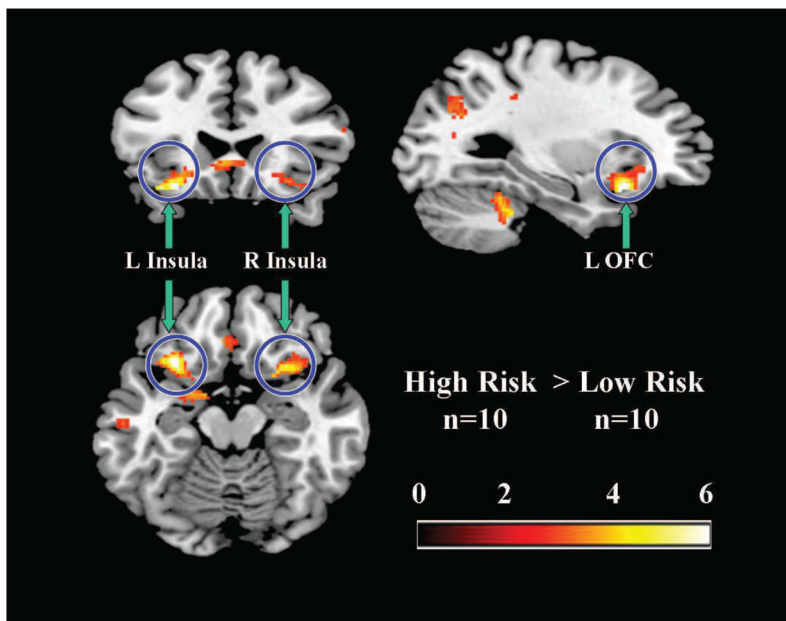 L Insula R Insula
L OFC
High Risk > Low Risk
n=10 n=10
0 2 4 6